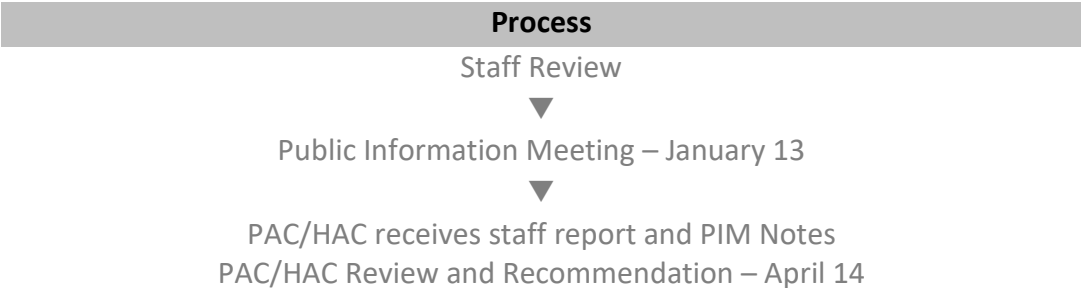 Process
Staff Review
▼
Public Information Meeting – January 13
▼
PAC/HAC receives staff report and PIM Notes
PAC/HAC Review and Recommendation – April 14